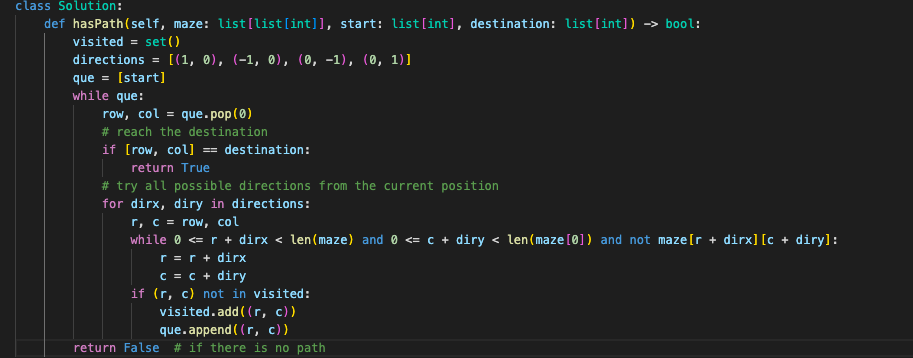 class Solution:
    def hasPath(self, maze: list[list[int]], start: list[int], destination: list[int]) -> bool:
        visited = set()
        directions = [(1, 0), (-1, 0), (0, -1), (0, 1)]
        que = [start]
        while que:
            row, col = que.pop(0)
            # reach the destination
            if [row, col] == destination:
                return True
            # try all possible directions from the current position
            for dirx, diry in directions:
                r, c = row, col
                while 0 <= r + dirx < len(maze) and 0 <= c + diry < len(maze[0]) and not maze[r + dirx][c + diry]:
                    r = r + dirx
                    c = c + diry
                if (r, c) not in visited:
                    visited.add((r, c))
                    que.append((r, c))
        return False  # if there is no path